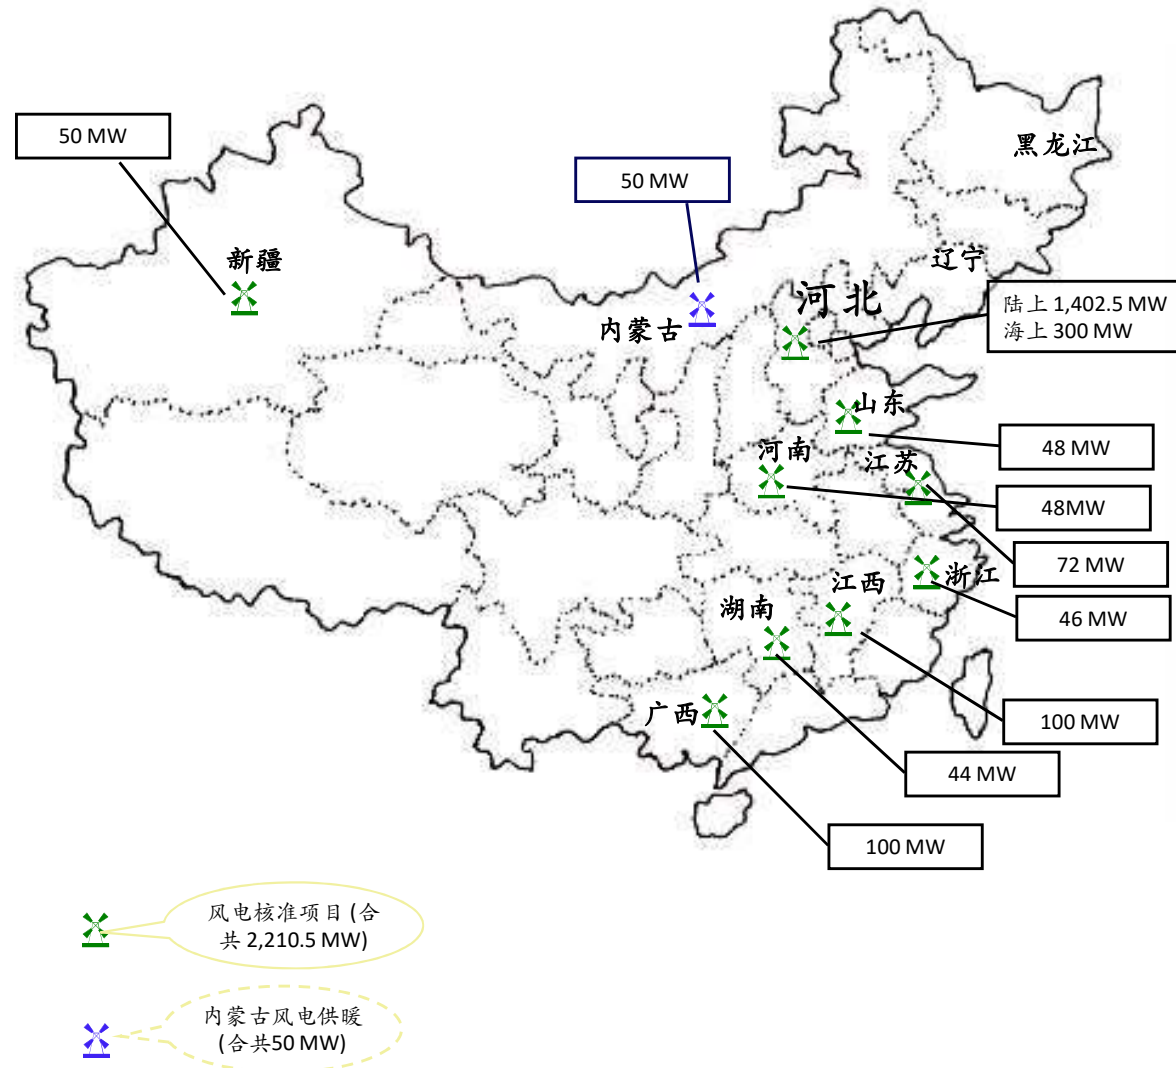 黑龙江
50 MW
50 MW
新疆
辽宁
河北
陆上 1,402.5 MW
海上 300 MW
内蒙古
山东
48 MW
河南
江苏
48MW
72 MW
浙江
江西
46 MW
湖南
广西
100 MW
44 MW
100 MW
风电核准项目 (合
共 2,210.5 MW)
内蒙古风电供暖
(合共50 MW)